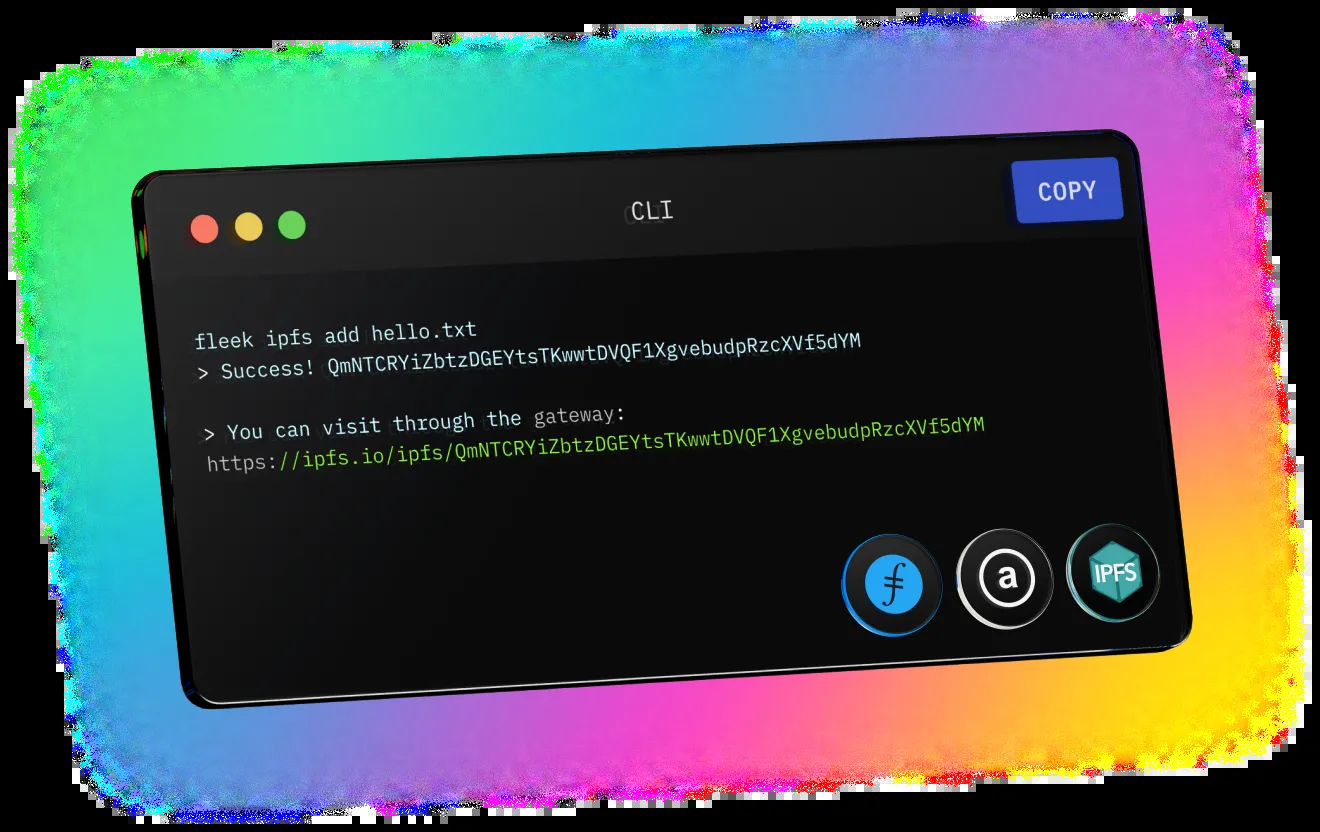 CLI
COPY
fleek ipfs add hello.txt
> Success! QmNTCRYiZbtzDGEYtsTKwwtDVQF1XgvebudpRzcXVf5dYM
> You can visit through the gateway:
https://ipfs.io/ipfs/QmNTCRYiZbtzDGEYtsTKwwtDVQF1XgvebudpRzcXVf5dYM
a
IPFS